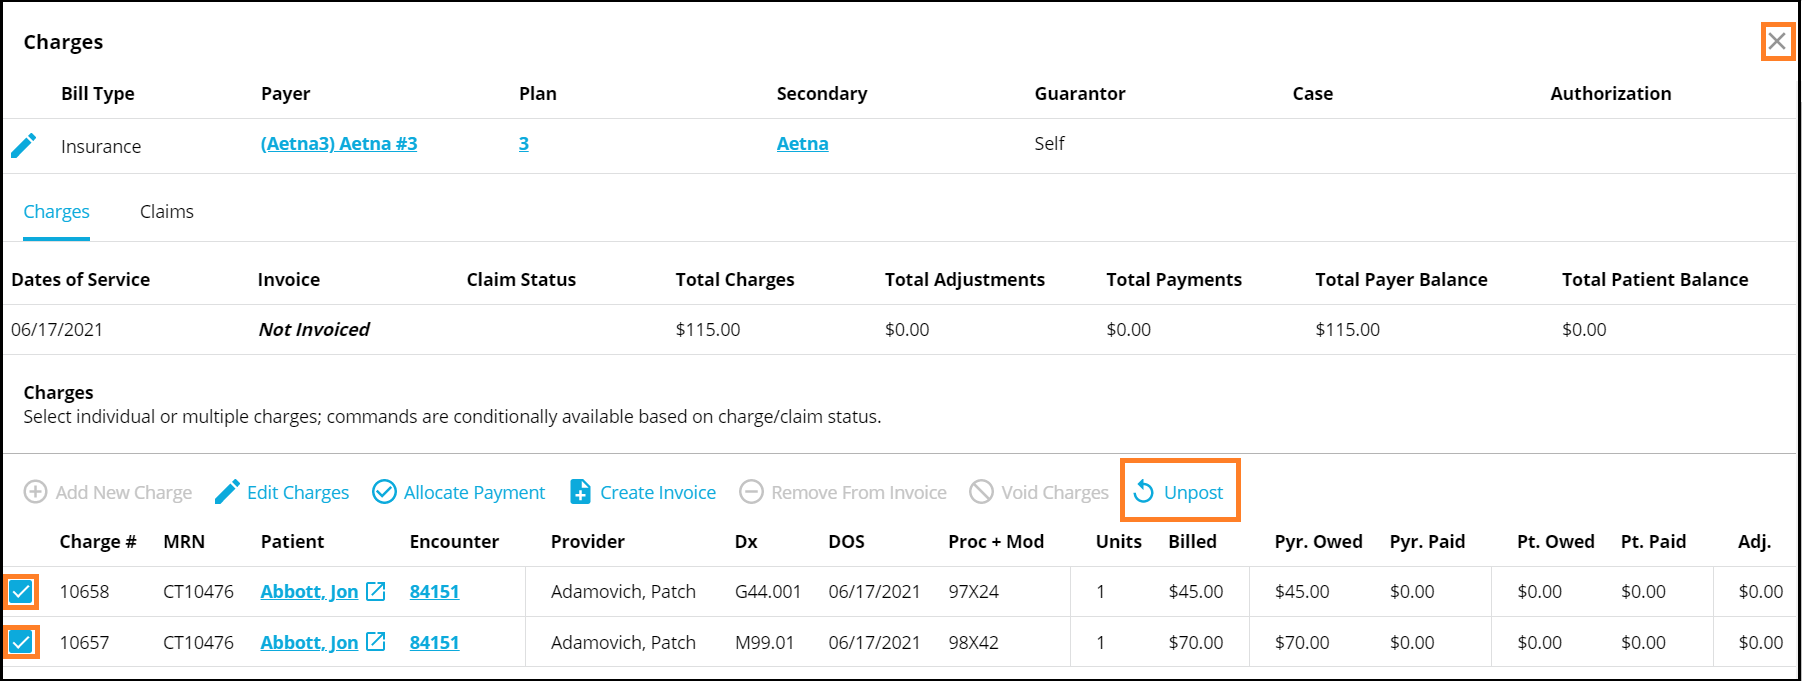 Charges
Bill Type Payer Plan Secondary Guarantor Case Authorization
Insurance (Aetna3) Aetna #3 3 Aetna Self
Charges Claims
Dates of Service Invoice Claim Status Total Charges Total Adjustments Total Payments Total Payer Balance Total Patient Balance
06/17/2021 Not Invoiced $115.00 $0.00 $0.00 $115.00 $0.00
Charges
Select individual or multiple charges; commands are conditionally available based on charge/claim status.
Add New Charge Edit Charges Allocate Payment Create Invoice Remove From Invoice Void Charges Unpost
Charge # MRN Patient Encounter Provider Dx DOS Proc + Mod Units Billed Pyr. Owed Pyr. Paid Pt. Owed Pt. Paid Adj.
10658 CT10476 Abbott, Jon 84151 Adamovich, Patch G44.001 06/17/2021 97X24 1 $45.00 $45.00 $0.00 $0.00 $0.00 $0.00
10657 CT10476 Abbott, Jon 84151 Adamovich, Patch M99.01 06/17/2021 98X42 1 $70.00 $70.00 $0.00 $0.00 $0.00 $0.00